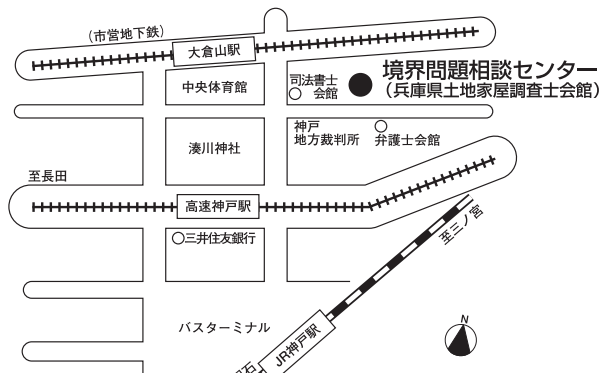 (市営地下鉄)
大倉山駅
境界問題相談センター
(兵庫県土地家屋調査士会館)
司法書士
会館
中央体育館
神戸
地方裁判所
弁護士会館
湊川神社
至長田
高速神戸駅
三井住友銀行
至三ノ宮
バスターミナル
JR神戸駅
N